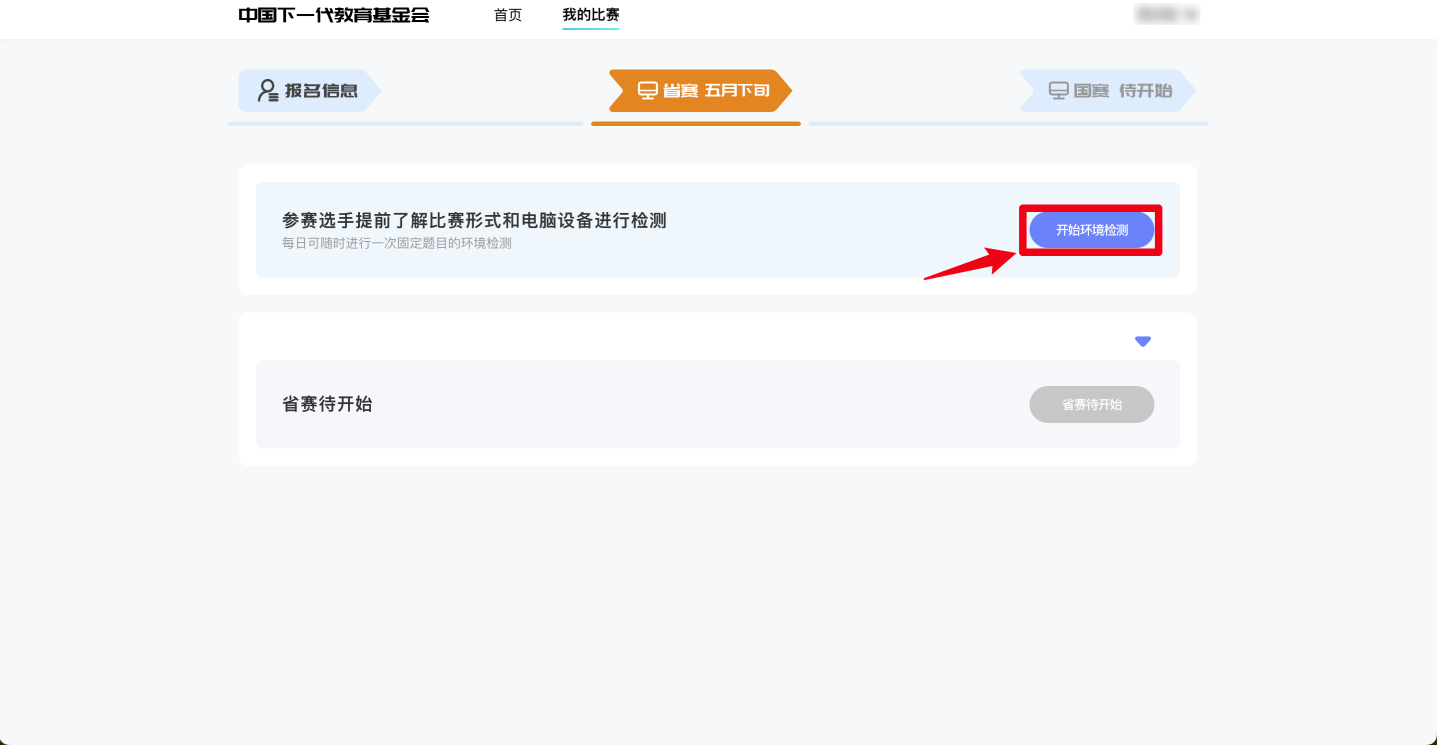 中国下一代教育基金会 首页 我的比赛
报名信息 省赛 五月下旬 国赛 待开始
参赛选手提前了解比赛形式和电脑设备进行检测
每日可随时进行一次固定题目的环境检测
开始环境检测
省赛待开始
省赛待开始